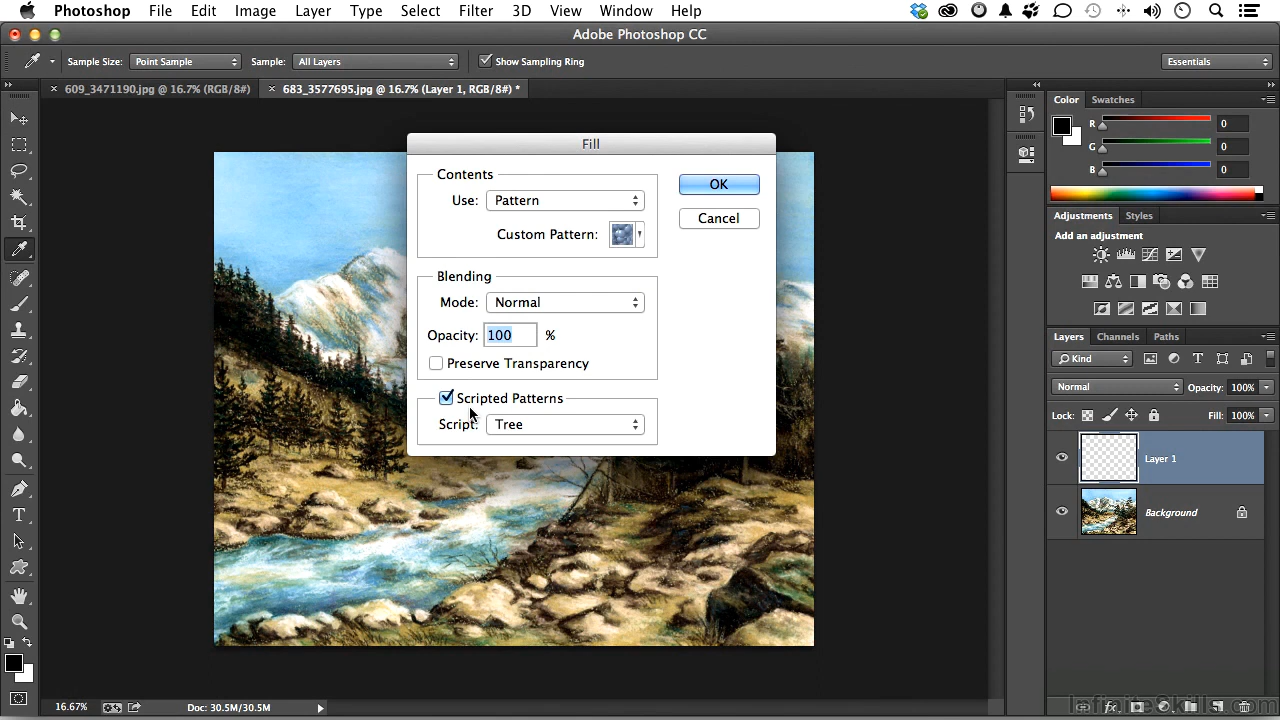 Photoshop File Edit Image Layer Type Select Filter 3D View Window Help
Adobe Photoshop CC
Sample Size: Point Sample Sample: All Layers Show Sampling Ring Essentials
× 609_3471190.jpg @ 16.7% (RGB/8#) × 683_3577695.jpg @ 16.7% (Layer 1, RGB/8#) *
Fill
Contents
Use: Pattern
Custom Pattern:
OK
Cancel
Blending
Mode: Normal
Opacity: 100 %
Preserve Transparency
Scripted Patterns
Script: Tree
Color Swatches
R 0
G 0
B 0
Adjustments Styles
Add an adjustment
Layers Channels Paths
Kind
Normal Opacity: 100%
Lock: Fill: 100%
Layer 1
Background
16.67% Doc: 30.5M/30.5M
InfiniteSkills.com